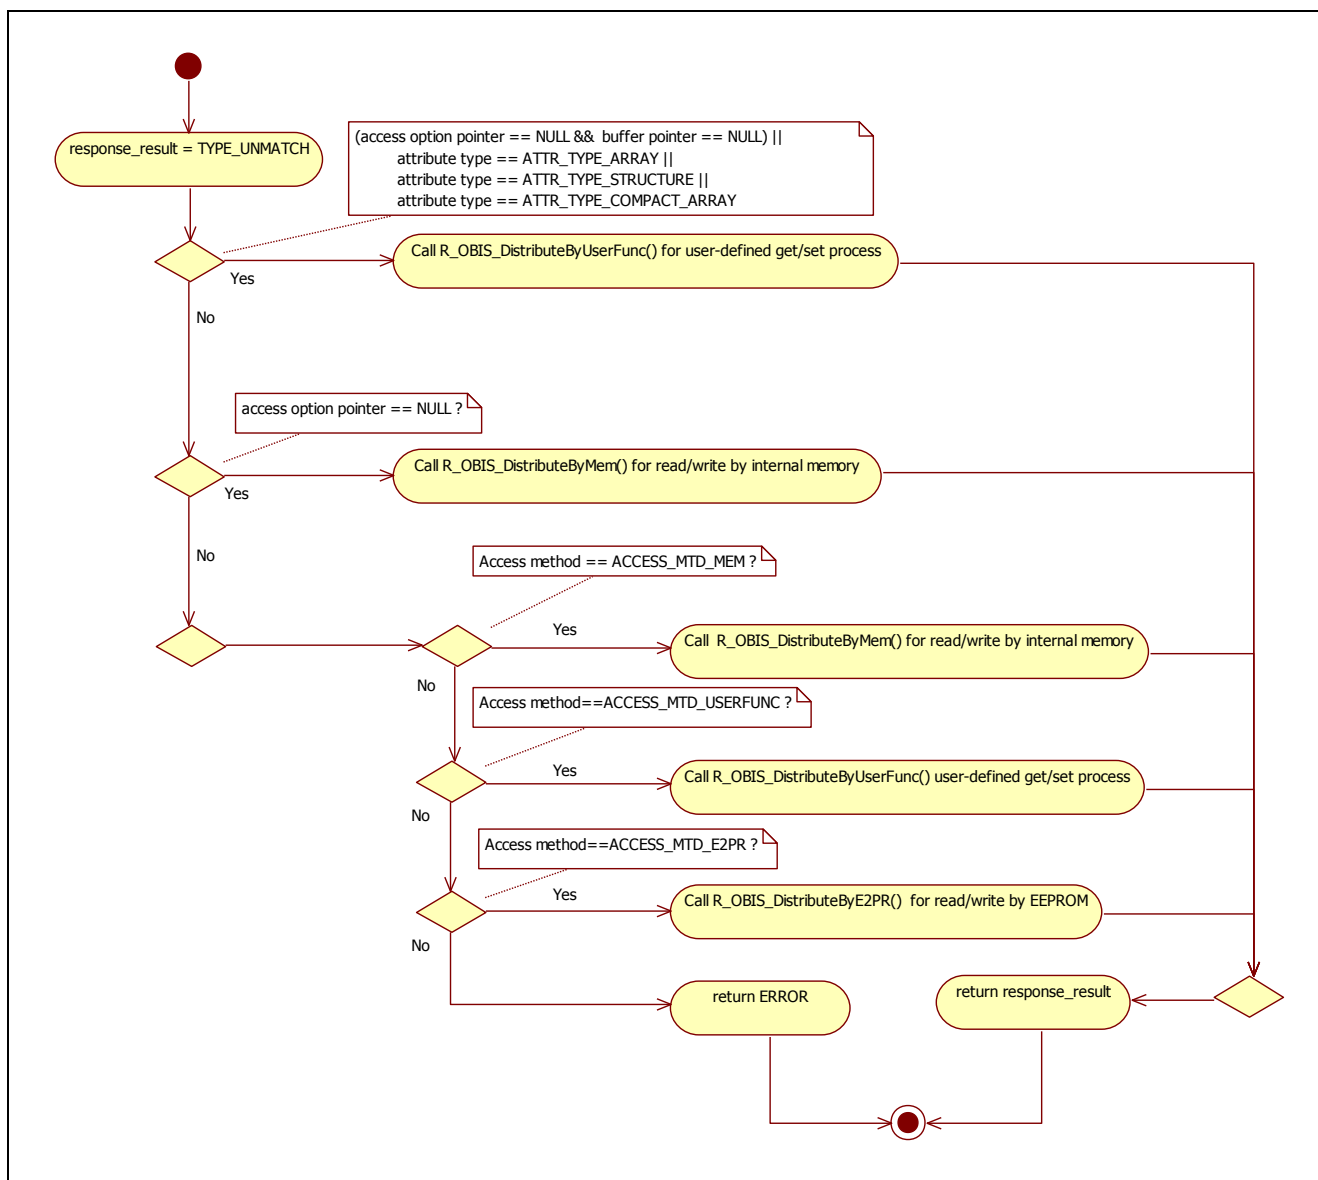 response_result = TYPE_UNMATCH
(access option pointer == NULL && buffer pointer == NULL) ||
attribute type == ATTR_TYPE_ARRAY ||
attribute type == ATTR_TYPE_STRUCTURE ||
attribute type == ATTR_TYPE_COMPACT_ARRAY
Call R_OBIS_DistributeByUserFunc() for user-defined get/set process
Yes
No
access option pointer == NULL ?
Call R_OBIS_DistributeByMem() for read/write by internal memory
Yes
No
Access method == ACCESS_MTD_MEM ?
Yes
Call R_OBIS_DistributeByMem() for read/write by internal memory
No
Access method==ACCESS_MTD_USERFUNC ?
Yes
Call R_OBIS_DistributeByUserFunc() user-defined get/set process
No
Access method==ACCESS_MTD_E2PR ?
Yes
Call R_OBIS_DistributeByE2PR() for read/write by EEPROM
No
return ERROR
return response_result